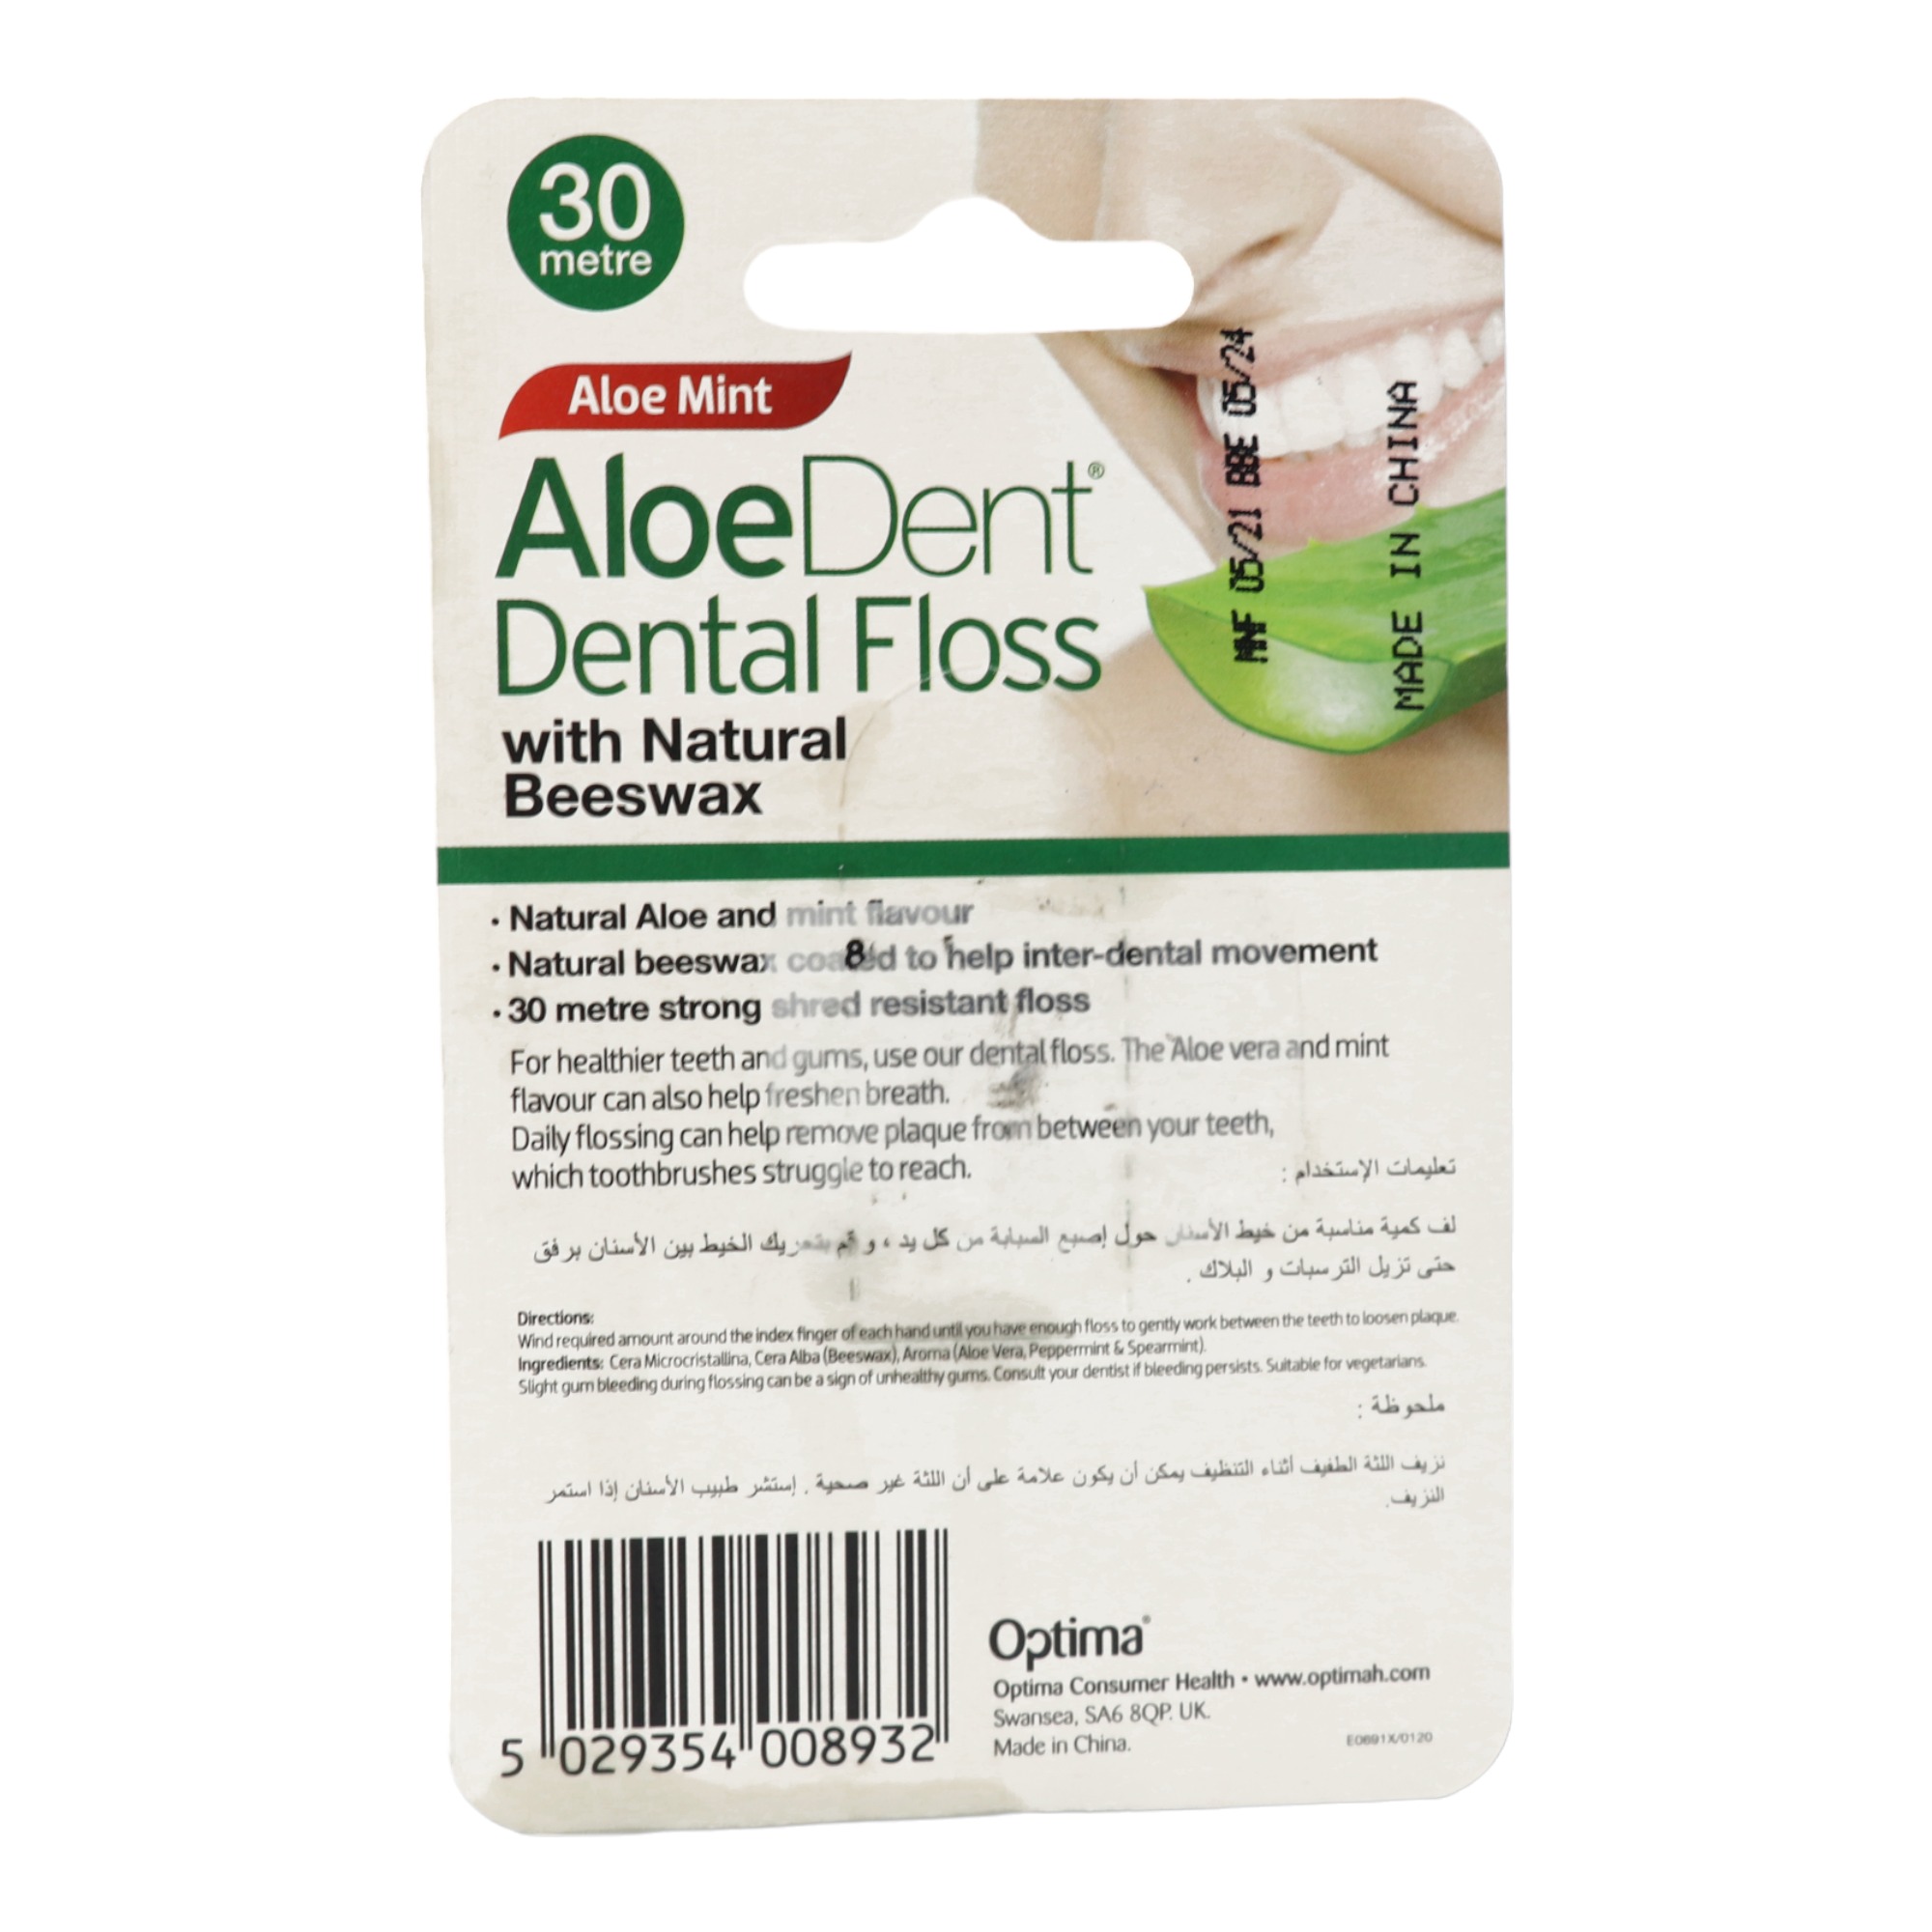 30
metre
Aloe Mint
AloeDent®
Dental Floss
with Natural
Beeswax
MNF 05/21 BBE 05/24
MADE IN CHINA
• Natural Aloe and mint flavour
• Natural beeswax coated to help inter-dental movement
• 30 metre strong shred resistant floss
For healthier teeth and gums, use our dental floss. The Aloe vera and mint
flavour can also help freshen breath.
Daily flossing can help remove plaque from between your teeth,
which toothbrushes struggle to reach.
تعليمات الإستخدام :
لف كمية مناسبة من خيط الأسنان حول إصبع السبابة من كل يد ، و قم بتحريك الخيط بين الأسنان برفق
حتى تزيل الترسبات و البلاك .
Directions:
Wind required amount around the index finger of each hand until you have enough floss to gently work between the teeth to loosen plaque.
Ingredients: Cera Microcristallina, Cera Alba (Beeswax), Aroma (Aloe Vera, Peppermint & Spearmint).
Slight gum bleeding during flossing can be a sign of unhealthy gums. Consult your dentist if bleeding persists. Suitable for vegetarians.
ملحوظة :
نزيف اللثة الطفيف أثناء التنظيف يمكن أن يكون علامة على أن اللثة غير صحية . إستشر طبيب الأسنان إذا استمر
النزيف.
5 029354 008932
Optima®
Optima Consumer Health • www.optimah.com
Swansea, SA6 8QP. UK.
Made in China.
E0691X/0120